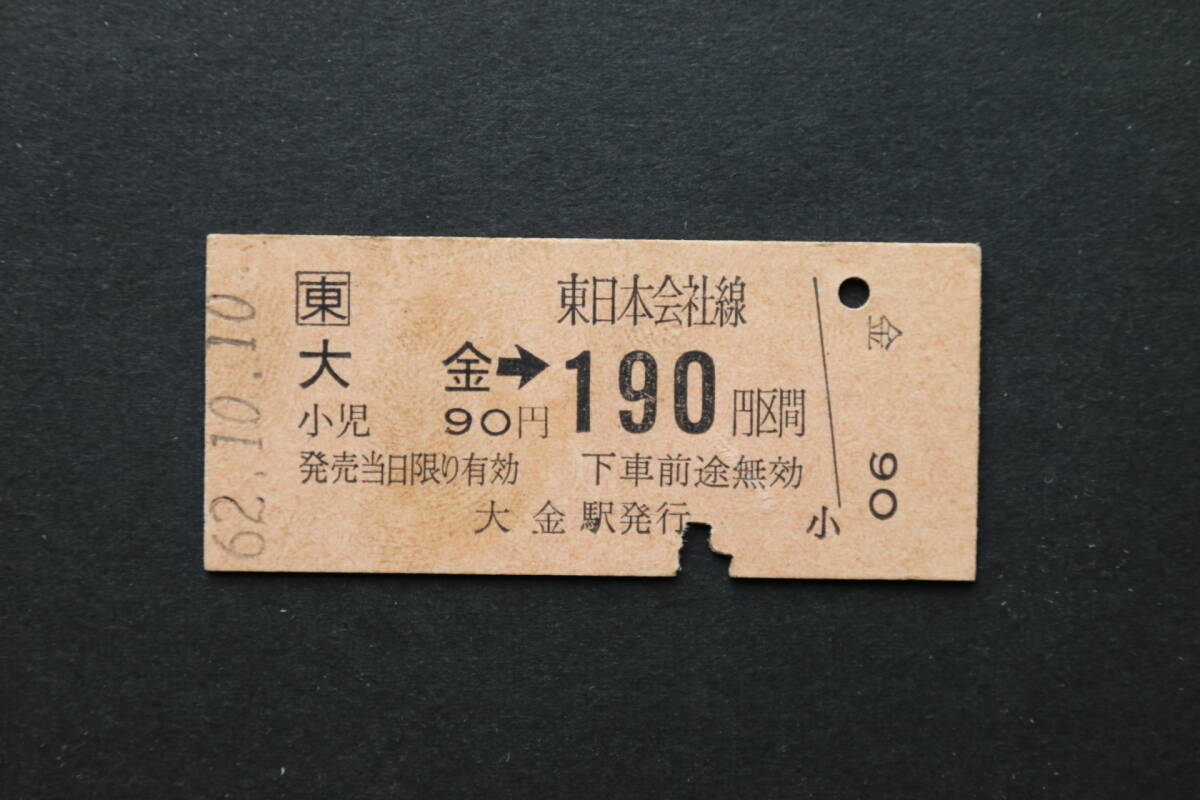 62.10.10.
東 東日本会社線
大金➡190円区間
小児 90円
発売当日限り有効 下車前途無効
大金駅発行
小
金
90